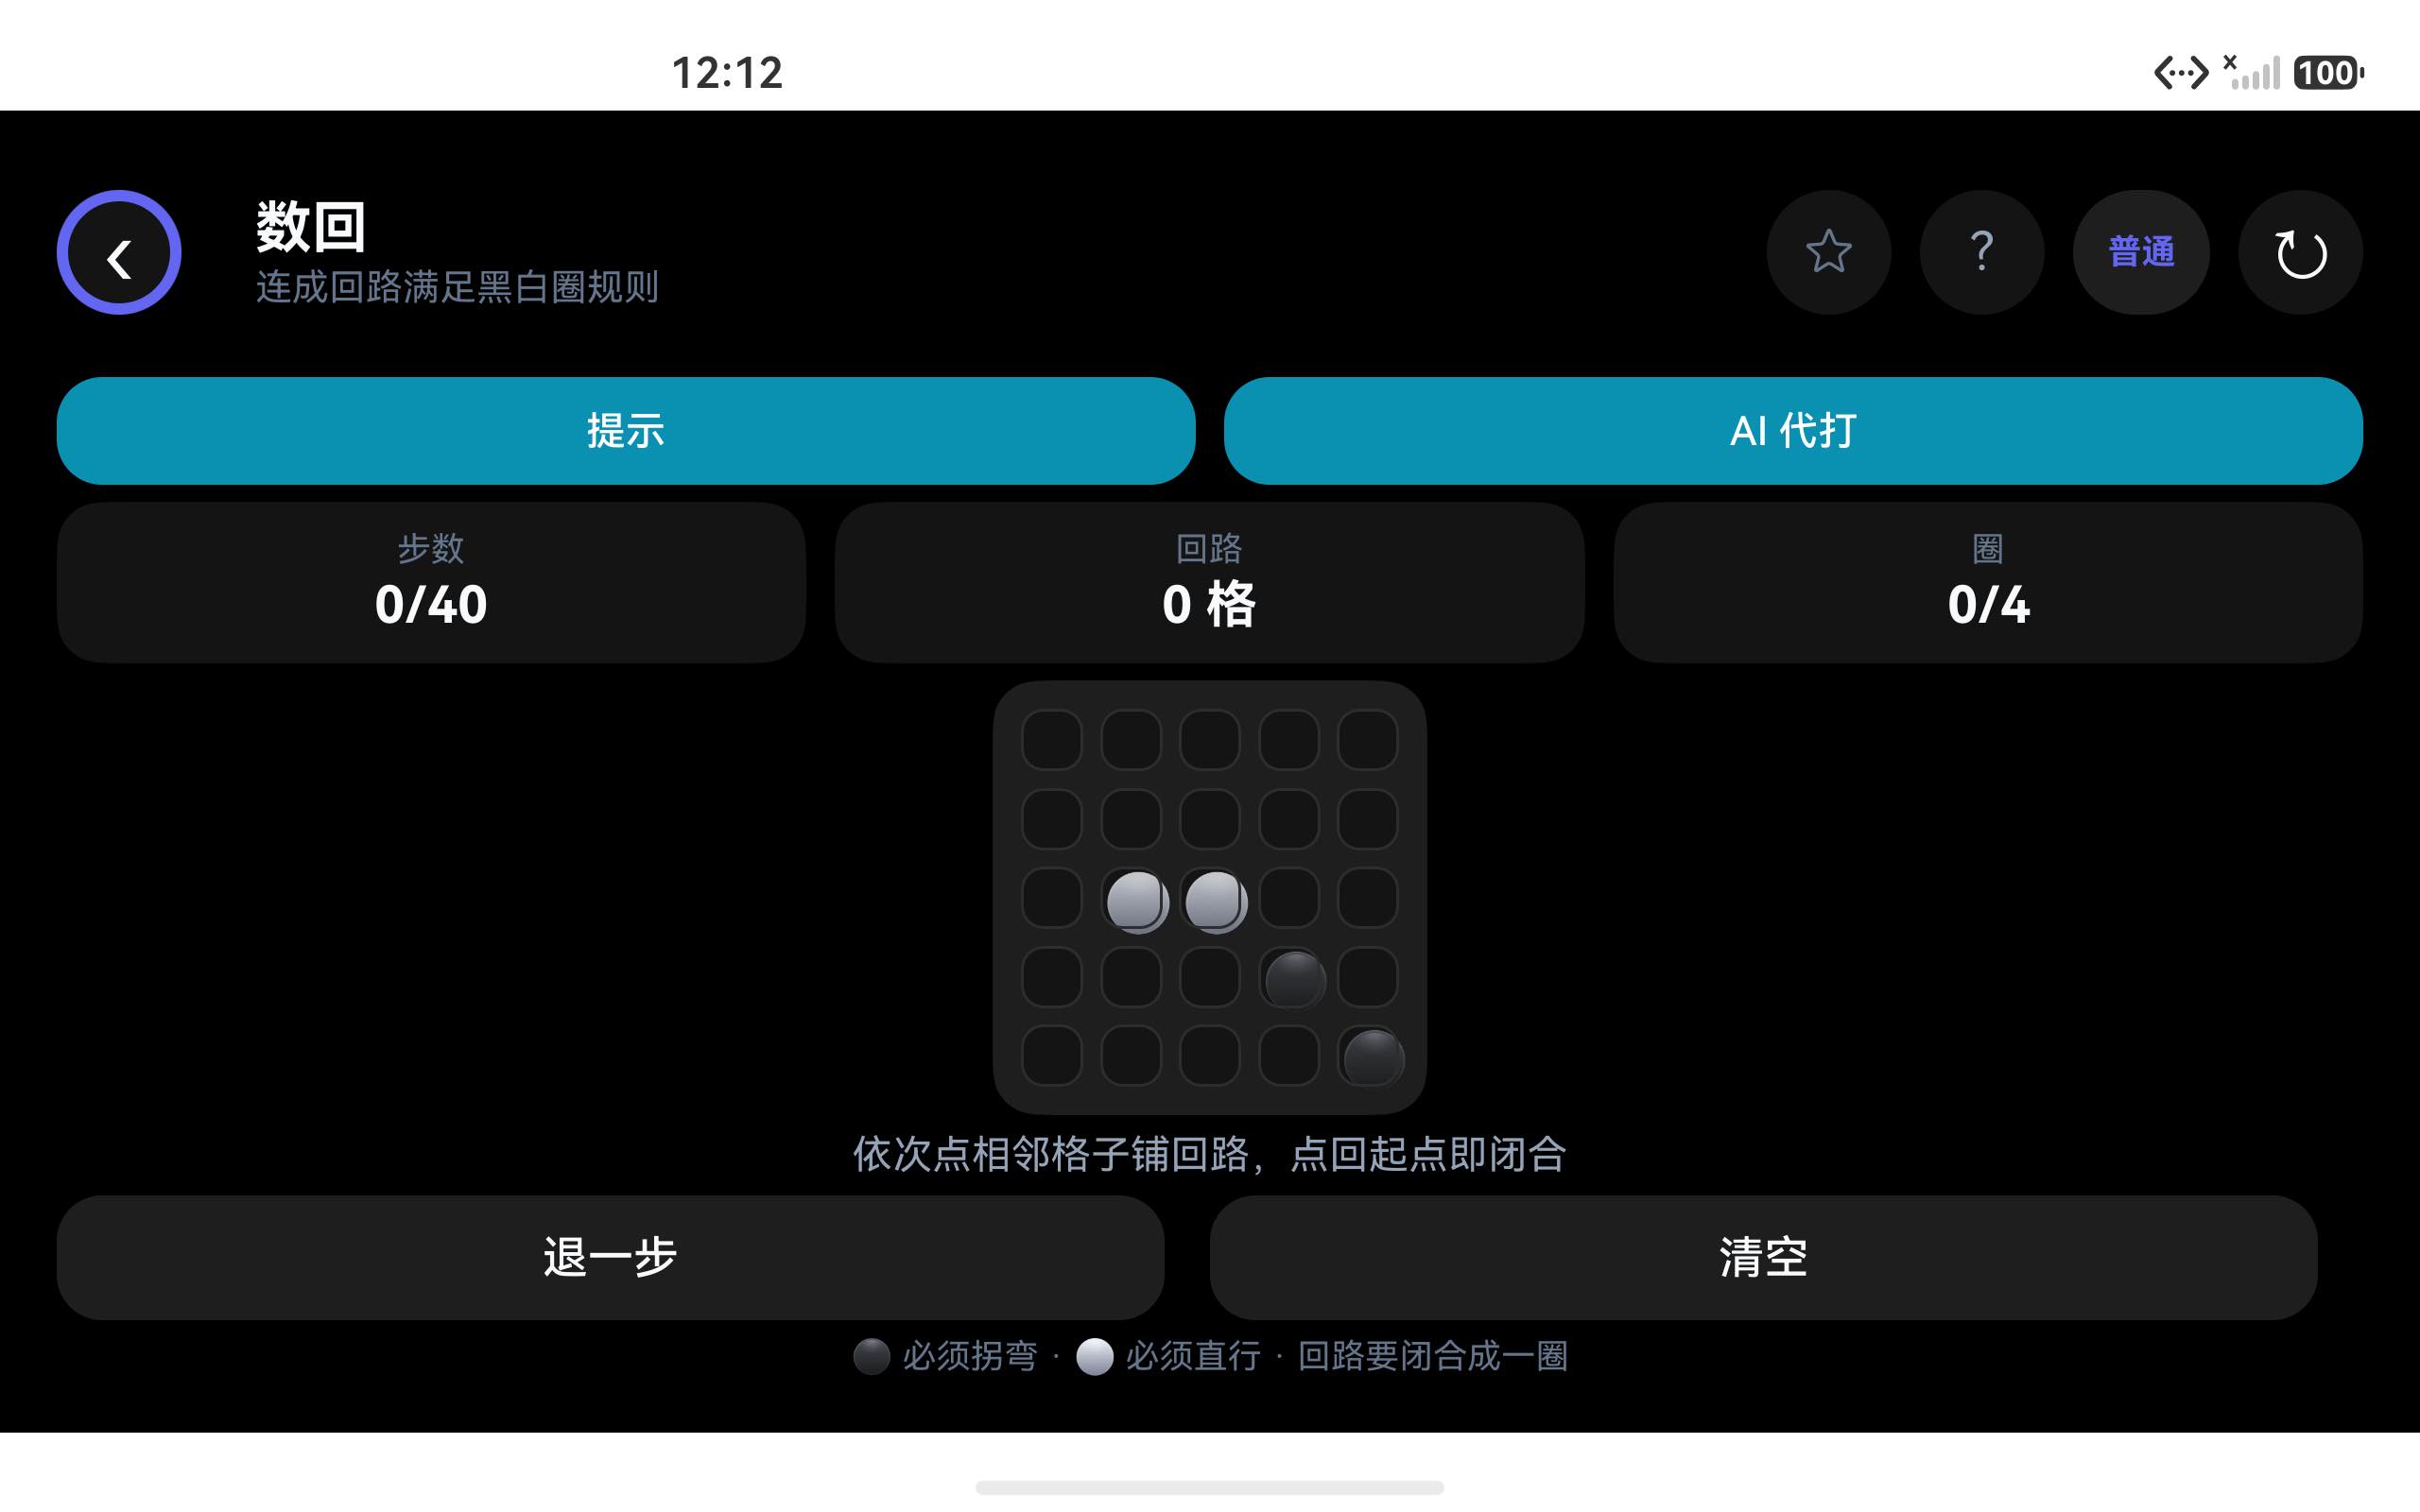 12:12
100
数回
连成回路满足黑白圈规则
?
普通
提示
AI 代打
步数
0/40
回路
0 格
圈
0/4
依次点相邻格子铺回路，点回起点即闭合
退一步
清空
必须拐弯 · 必须直行 · 回路要闭合成一圈